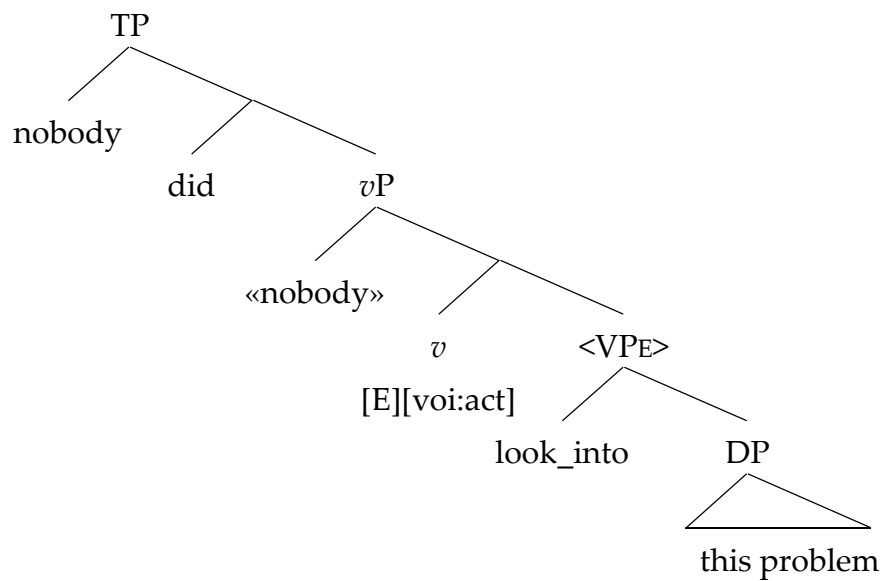 TP
nobody
did vP
«nobody»
v <VPE>
[E][voi:act]
look_into DP
this problem